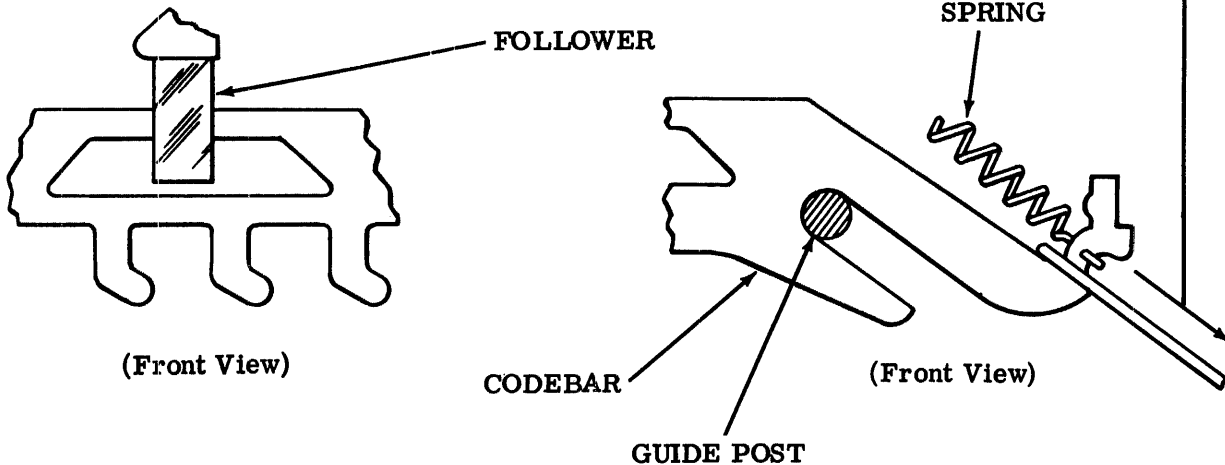 SPRING
FOLLOWER
(Front View)
CODEBAR
(Front View)
GUIDE POST